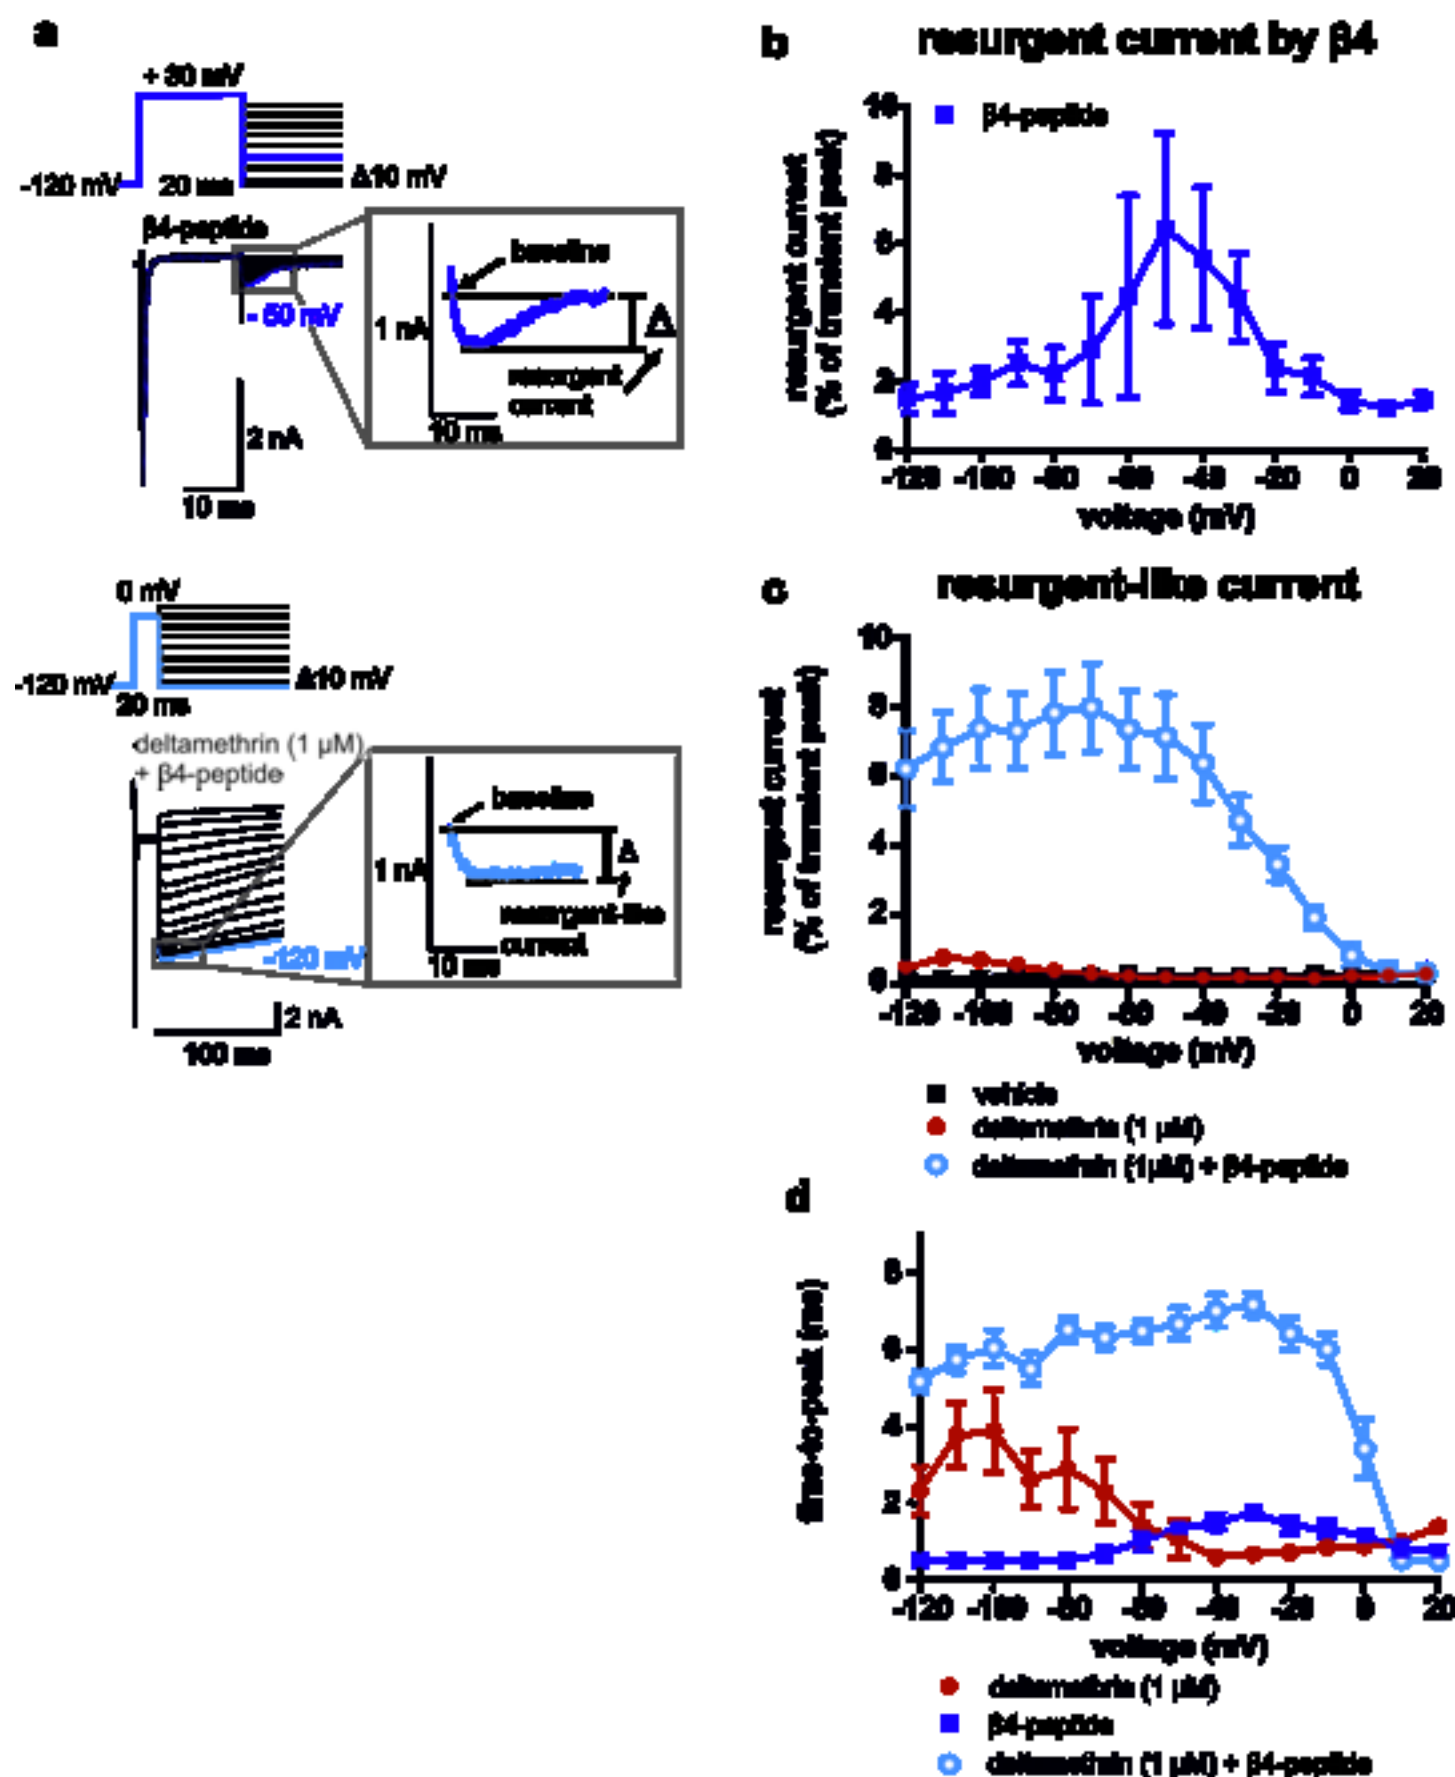 a
+ 30 mV
-120 mV
20 ms
Δ10 mV
β4-peptide
- 50 mV
2 nA
10 ms
baseline
1 nA
Δ
resurgent
current
10 ms
0 mV
-120 mV
20 ms
Δ10 mV
deltamethrin (1 μM)
+ β4-peptide
-120 mV
2 nA
100 ms
baseline
1 nA
Δ
resurgent-like
current
10 ms
b
resurgent current by β4
β4-peptide
resurgent current
(% of transient peak)
10
8
6
4
2
0
-120 -100 -80 -60 -40 -20 0 20
voltage (mV)
c
resurgent-like current
resurgent current
(% of transient peak)
10
8
6
4
2
0
-120 -100 -80 -60 -40 -20 0 20
voltage (mV)
vehicle
deltamethrin (1 μM)
deltamethrin (1μM) + β4-peptide
d
time-to-peak (ms)
8
6
4
2
0
-120 -100 -80 -60 -40 -20 0 20
voltage (mV)
deltamethrin (1 μM)
β4-peptide
deltamethrin (1 μM) + β4-peptide